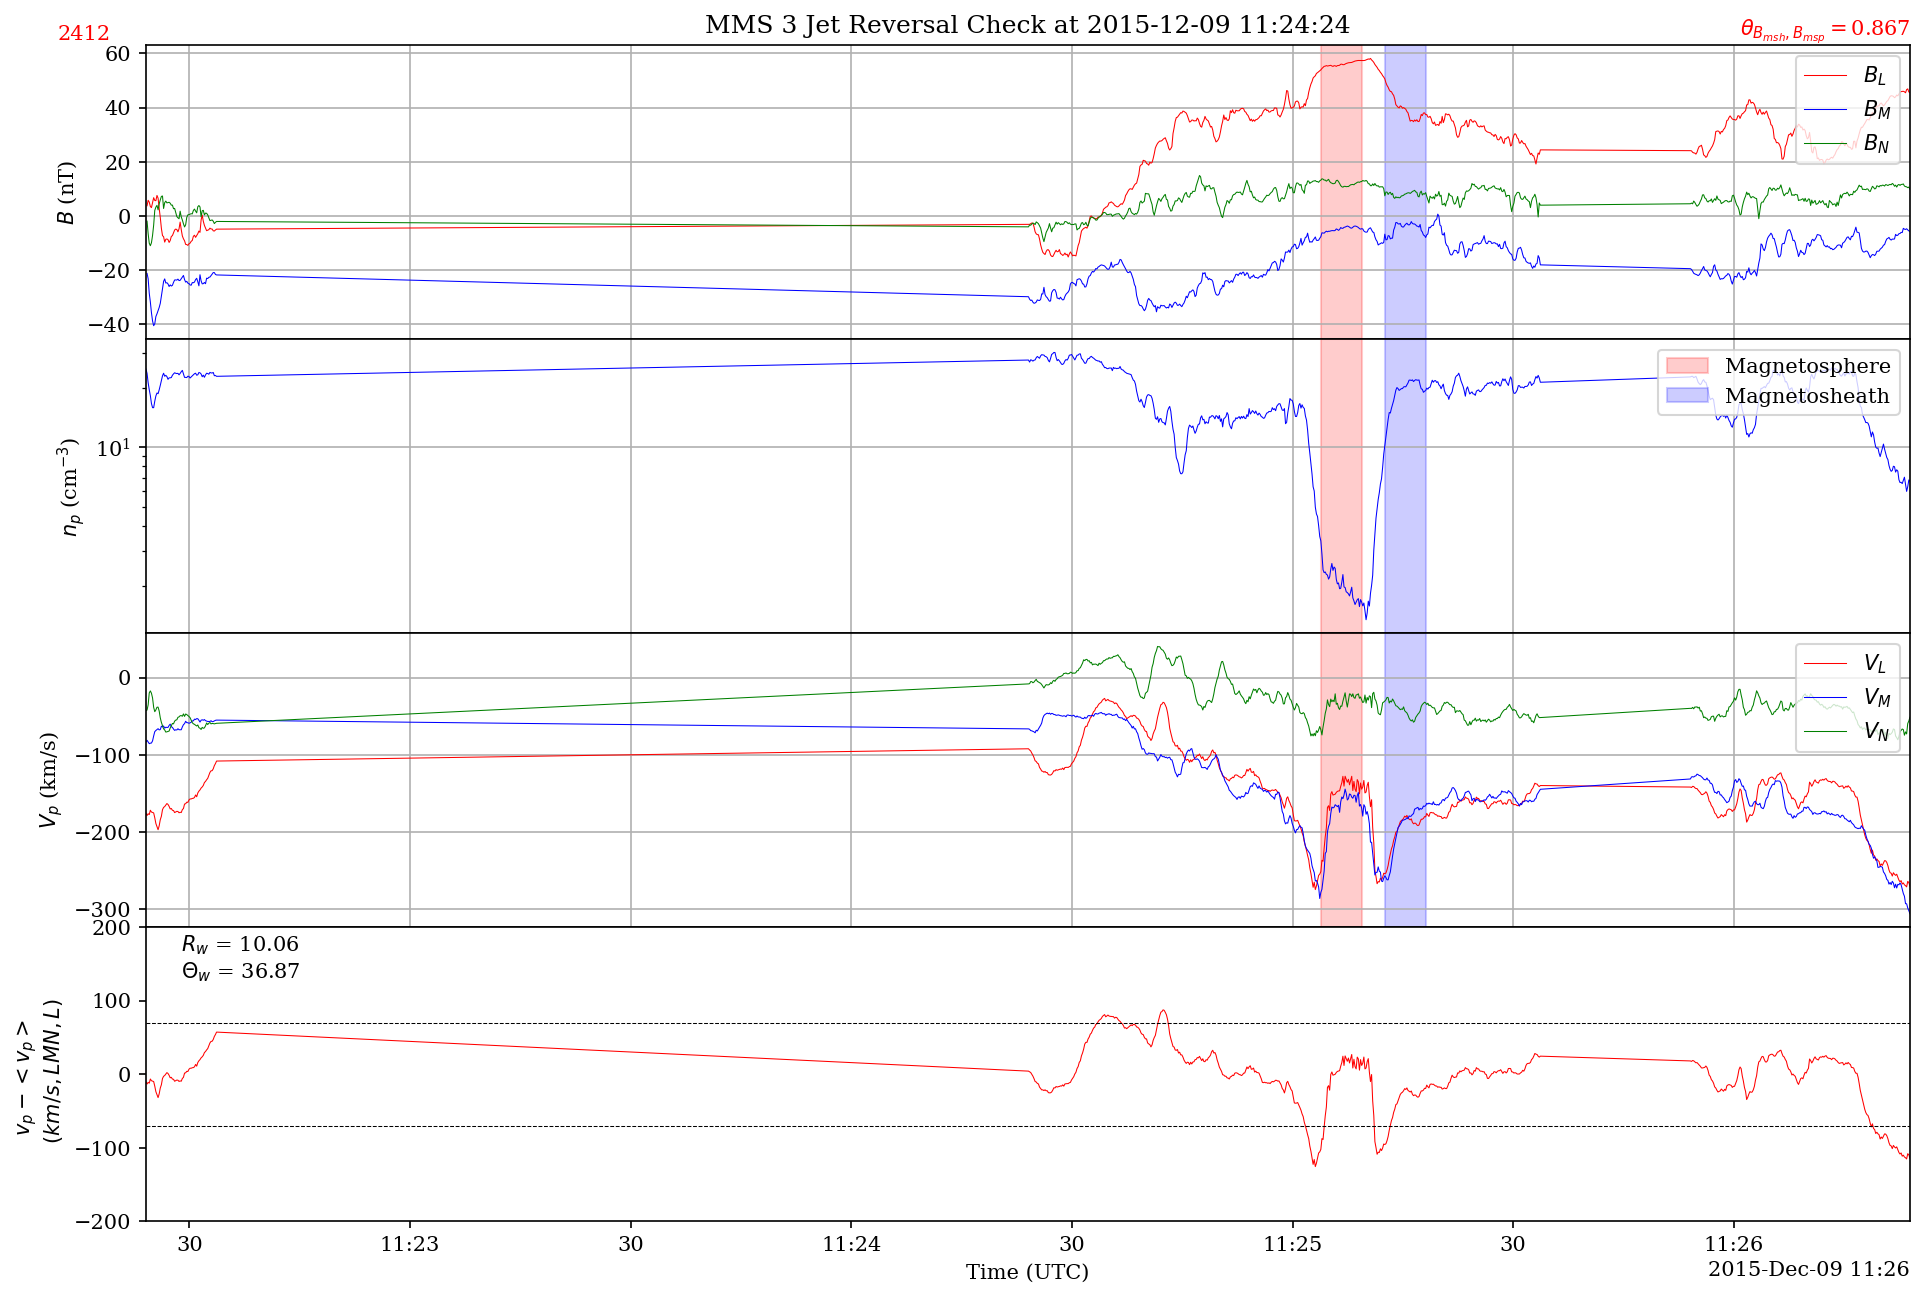 MMS 3 Jet Reversal Check at 2015-12-09 11:24:24
2412
θ_{B_{msh}, B_{msp}} = 0.867
60
40
20
0
−20
−40
B (nT)
B_L
B_M
B_N
10^1
n_p (cm^{−3})
Magnetosphere
Magnetosheath
0
−100
−200
−300
V_p (km/s)
V_L
V_M
V_N
200
100
0
−100
−200
v_p − <v_p>
(km/s, LMN, L)
R_w = 10.06
Θ_w = 36.87
30 11:23 30 11:24 30 11:25 30 11:26
Time (UTC)
2015-Dec-09 11:26